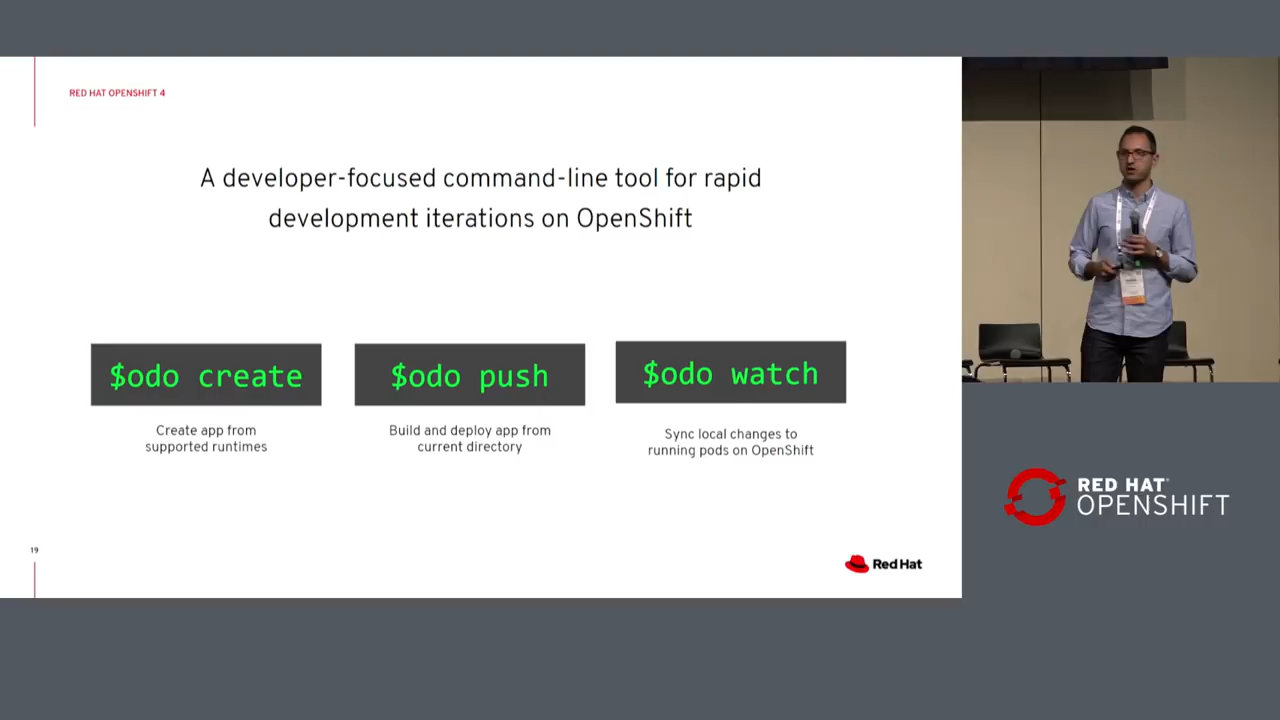 RED HAT OPENSHIFT 4
A developer-focused command-line tool for rapid
development iterations on OpenShift
$odo create
$odo push
$odo watch
Create app from
supported runtimes
Build and deploy app from
current directory
Sync local changes to
running pods on OpenShift
19
Red Hat
RED HAT®
OPENSHIFT